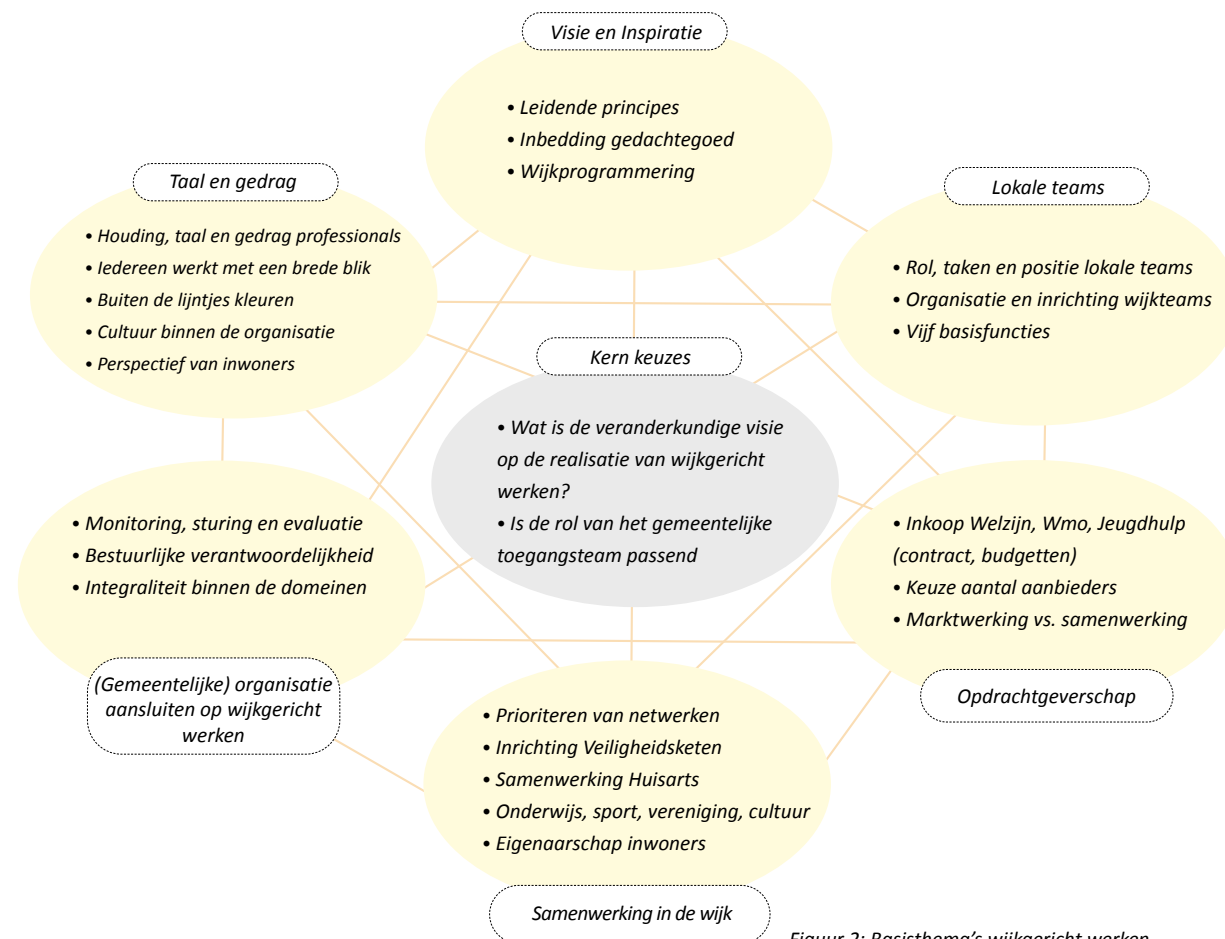 Visie en Inspiratie
• Leidende principes
• Inbedding gedachtegoed
• Wijkprogrammering
Taal en gedrag
• Houding, taal en gedrag professionals
• Iedereen werkt met een brede blik
• Buiten de lijntjes kleuren
• Cultuur binnen de organisatie
• Perspectief van inwoners
Lokale teams
• Rol, taken en positie lokale teams
• Organisatie en inrichting wijkteams
• Vijf basisfuncties
Kern keuzes
• Wat is de veranderkundige visie
op de realisatie van wijkgericht
werken?
• Is de rol van het gemeentelijke
toegangsteam passend
• Monitoring, sturing en evaluatie
• Bestuurlijke verantwoordelijkheid
• Integraliteit binnen de domeinen
(Gemeentelijke) organisatie
aansluiten op wijkgericht
werken
• Inkoop Welzijn, Wmo, Jeugdhulp
(contract, budgetten)
• Keuze aantal aanbieders
• Marktwerking vs. samenwerking
Opdrachtgeverschap
• Prioriteren van netwerken
• Inrichting Veiligheidsketen
• Samenwerking Huisarts
• Onderwijs, sport, vereniging, cultuur
• Eigenaarschap inwoners
Samenwerking in de wijk
Figuur 2: Basisthema's wijkgericht werken